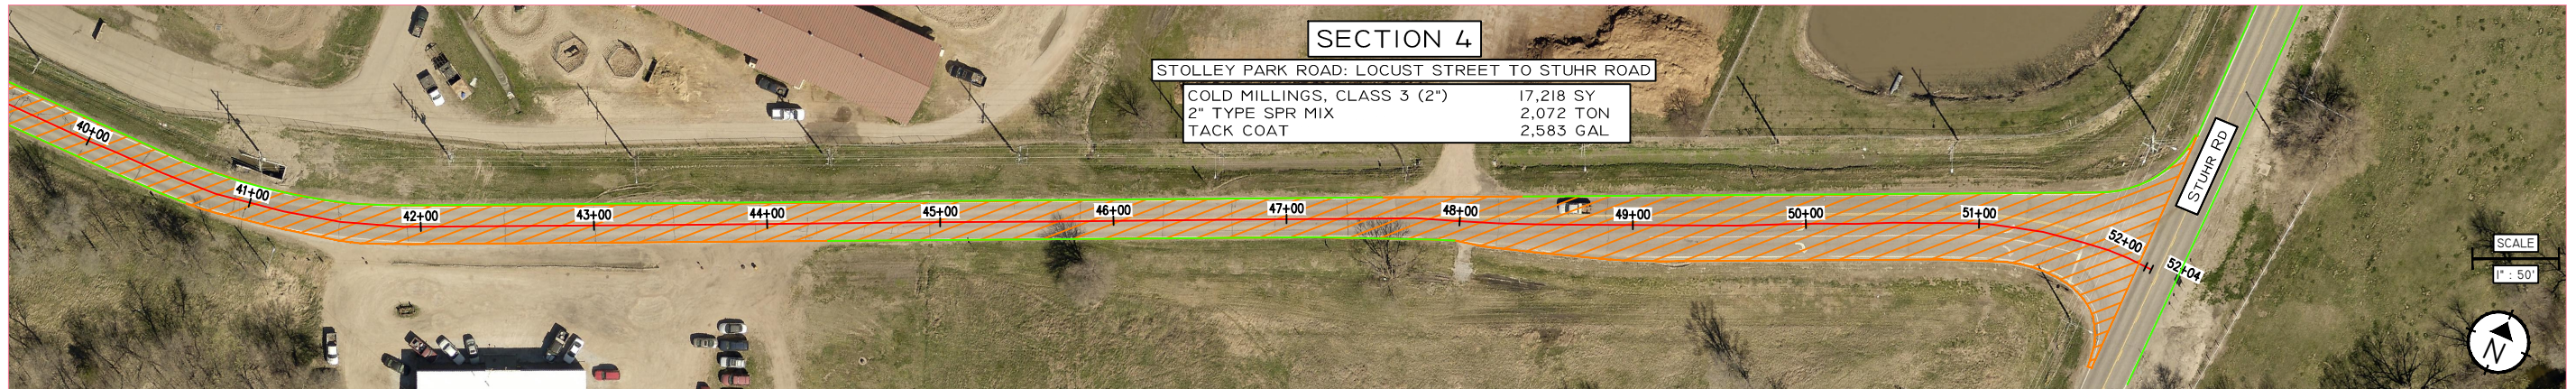 SECTION 4
STOLLEY PARK ROAD: LOCUST STREET TO STUHR ROAD
COLD MILLINGS, CLASS 3 (2") 17,218 SY
2" TYPE SPR MIX 2,072 TON
TACK COAT 2,583 GAL
40+00
41+00
42+00
43+00
44+00
45+00
46+00
47+00
48+00
49+00
50+00
51+00
52+00
52+04
STUHR RD
SCALE
1" : 50'
N